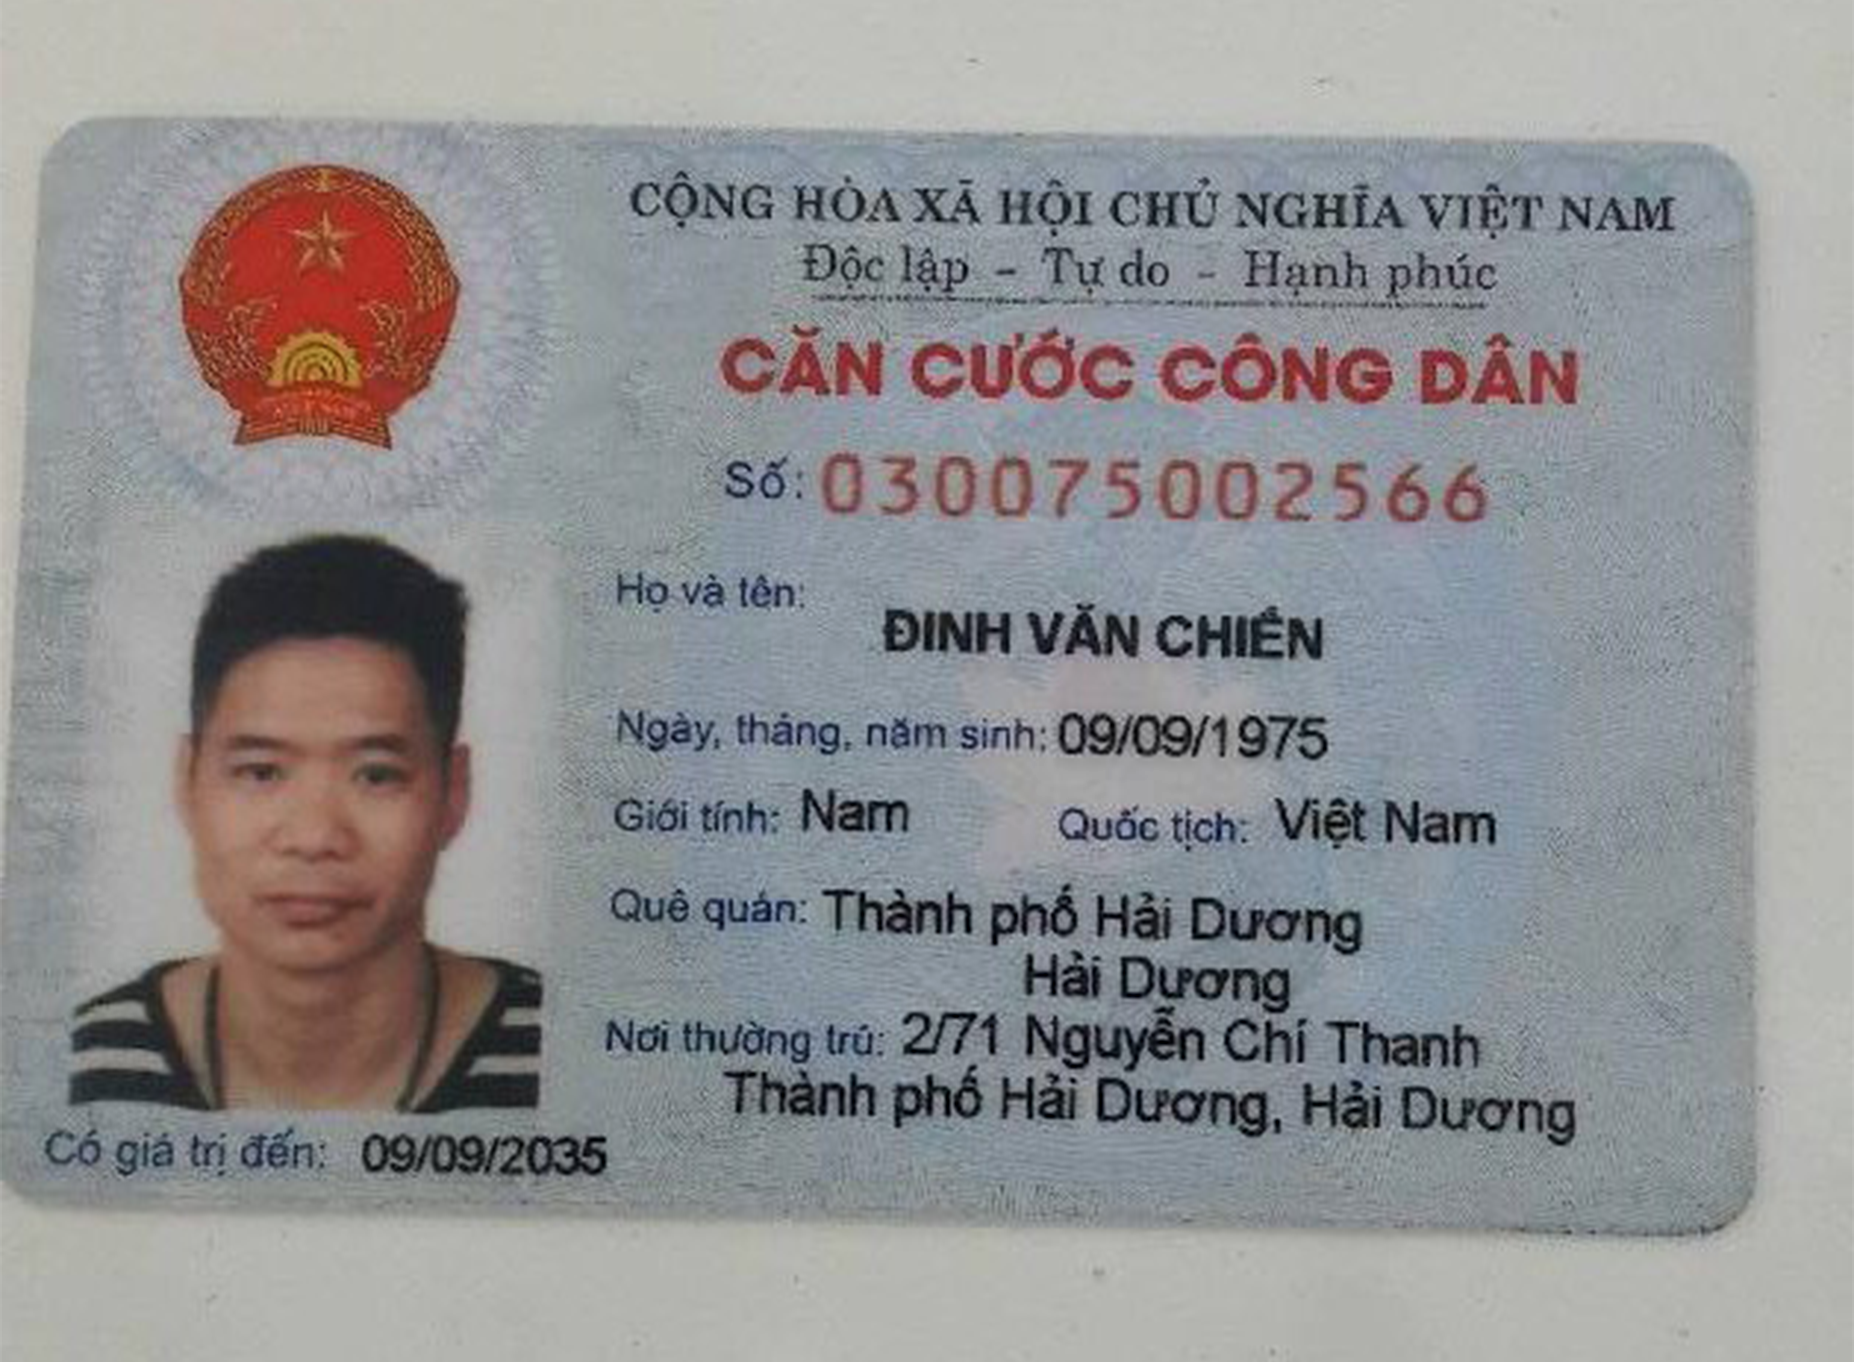 CỘNG HÒA XÃ HỘI CHỦ NGHĨA VIỆT NAM
Độc lập - Tự do - Hạnh phúc
CĂN CƯỚC CÔNG DÂN
Số: 030075002566
Họ và tên:
ĐINH VĂN CHIẾN
Ngày, tháng, năm sinh: 09/09/1975
Giới tính: Nam Quốc tịch: Việt Nam
Quê quán: Thành phố Hải Dương
Hải Dương
Nơi thường trú: 2/71 Nguyễn Chí Thanh
Thành phố Hải Dương, Hải Dương
Có giá trị đến: 09/09/2035